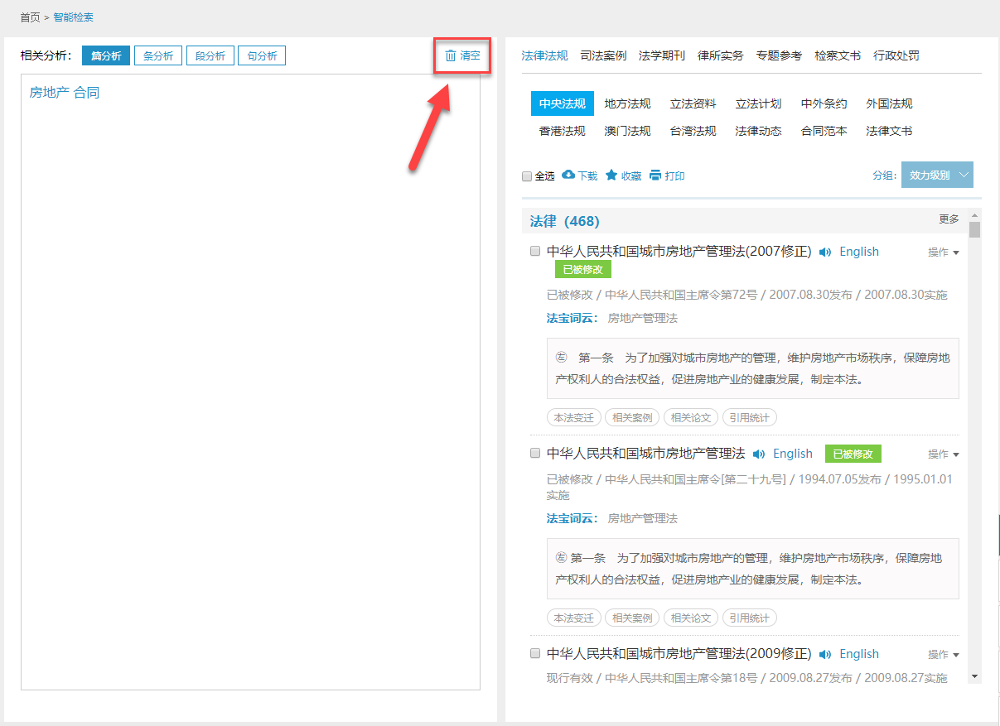 首页 > 智能检索
相关分析： 篇分析 条分析 段分析 句分析 清空
房地产 合同
法律法规 司法案例 法学期刊 律所实务 专题参考 检察文书 行政处罚
中央法规 地方法规 立法资料 立法计划 中外条约 外国法规
香港法规 澳门法规 台湾法规 法律动态 合同范本 法律文书
全选 下载 收藏 打印 分组： 效力级别
法律 (468) 更多
中华人民共和国城市房地产管理法(2007修正) English 操作
已被修改
已被修改 / 中华人民共和国主席令第72号 / 2007.08.30发布 / 2007.08.30实施
法宝词云： 房地产管理法
㊧ 第一条 为了加强对城市房地产的管理，维护房地产市场秩序，保障房地
产权利人的合法权益，促进房地产业的健康发展，制定本法。
本法变迁 相关案例 相关论文 引用统计
中华人民共和国城市房地产管理法 English 已被修改 操作
已被修改 / 中华人民共和国主席令[第二十九号] / 1994.07.05发布 / 1995.01.01
实施
法宝词云： 房地产管理法
㊧ 第一条 为了加强对城市房地产的管理，维护房地产市场秩序，保障房地
产权利人的合法权益，促进房地产业的健康发展，制定本法。
本法变迁 相关案例 相关论文 引用统计
中华人民共和国城市房地产管理法(2009修正) English 操作
现行有效 / 中华人民共和国主席令第18号 / 2009.08.27发布 / 2009.08.27实施